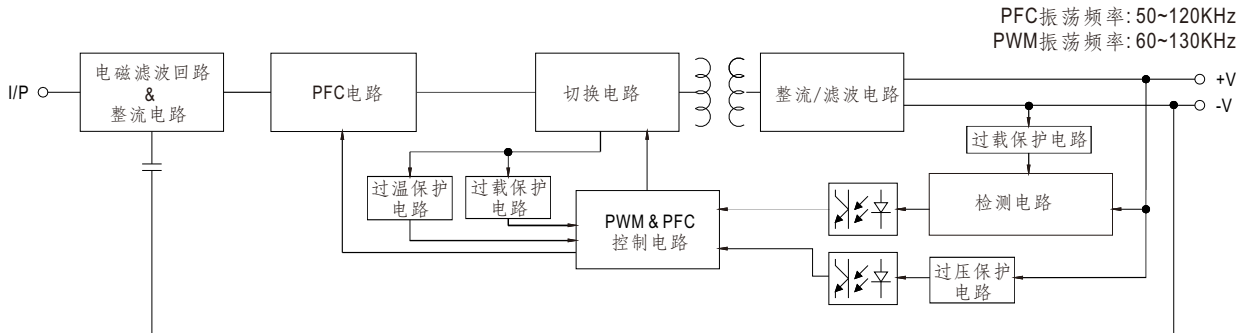 PFC振荡频率: 50~120KHz
PWM振荡频率: 60~130KHz
I/P
电磁滤波回路
&
整流电路
PFC电路
切换电路
整流/滤波电路
+V
-V
过载保护电路
过温保护
电路
过载保护
电路
PWM & PFC
控制电路
检测电路
过压保护
电路